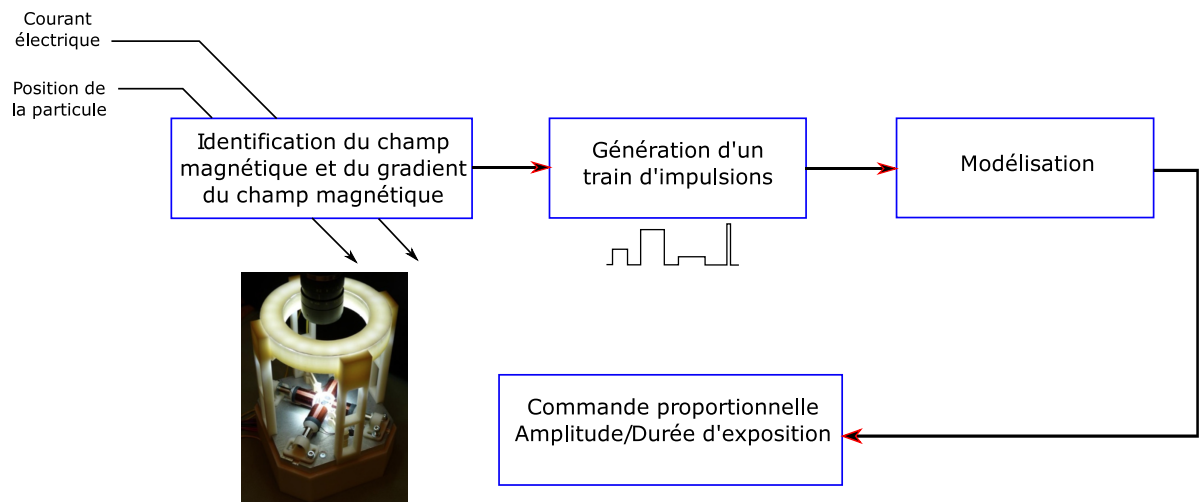 Courant
électrique
Position de
la particule
Identification du champ
magnétique et du gradient
du champ magnétique
Génération d'un
train d'impulsions
Modélisation
Commande proportionnelle
Amplitude/Durée d'exposition